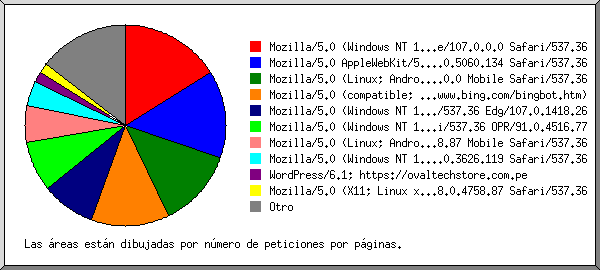 Mozilla/5.0 (Windows NT 1...e/107.0.0.0 Safari/537.36
Mozilla/5.0 AppleWebKit/5....0.5060.134 Safari/537.36
Mozilla/5.0 (Linux; Andro....0.0 Mobile Safari/537.36
Mozilla/5.0 (compatible; ...www.bing.com/bingbot.htm)
Mozilla/5.0 (Windows NT 1.../537.36 Edg/107.0.1418.26
Mozilla/5.0 (Windows NT 1...i/537.36 OPR/91.0.4516.77
Mozilla/5.0 (Linux; Andro...8.87 Mobile Safari/537.36
Mozilla/5.0 (Windows NT 1....0.3626.119 Safari/537.36
WordPress/6.1; https://ovaltechstore.com.pe
Mozilla/5.0 (X11; Linux x...8.0.4758.87 Safari/537.36
Otro
Las áreas están dibujadas por número de peticiones por páginas.